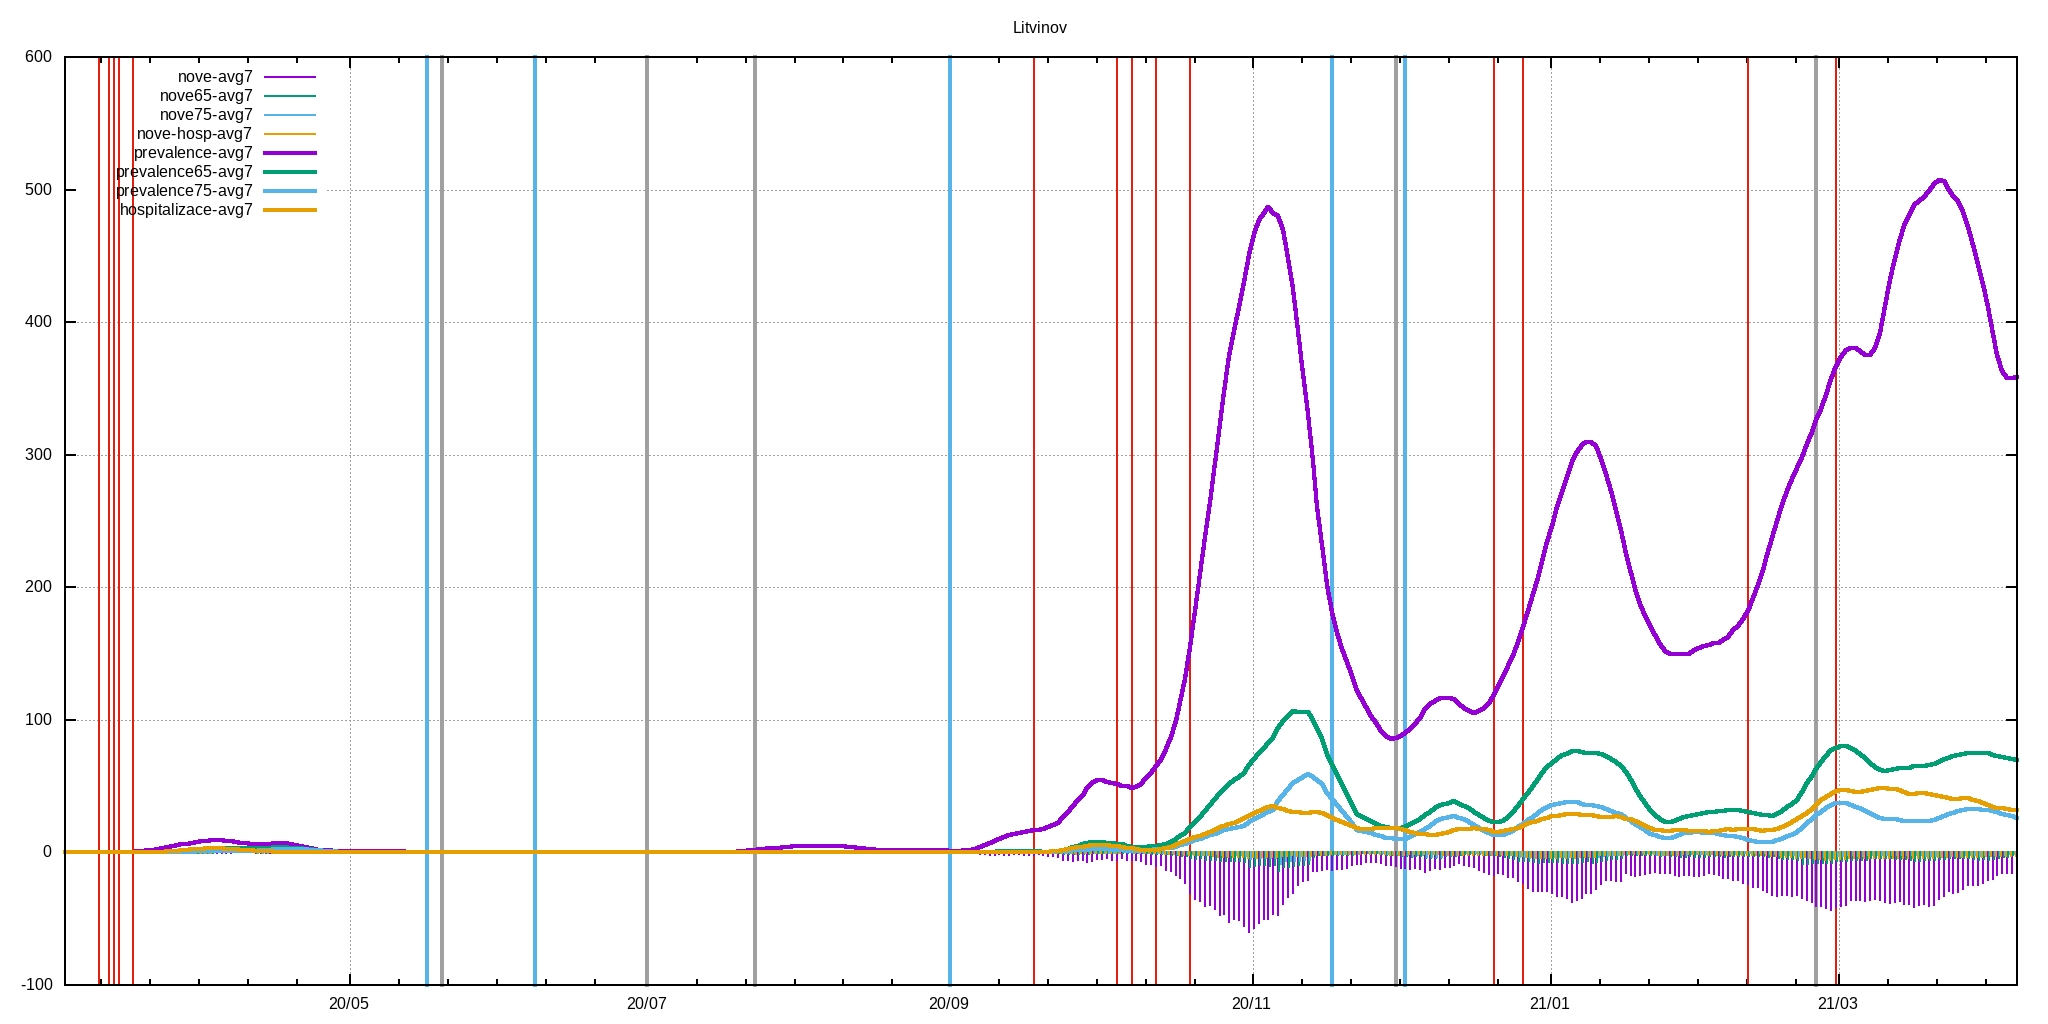 Litvinov
600
500
400
300
200
100
0
-100
nove-avg7
nove65-avg7
nove75-avg7
nove-hosp-avg7
prevalence-avg7
prevalence65-avg7
prevalence75-avg7
hospitalizace-avg7
20/05 20/07 20/09 20/11 21/01 21/03